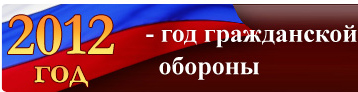 2012
год
- год гражданской
обороны